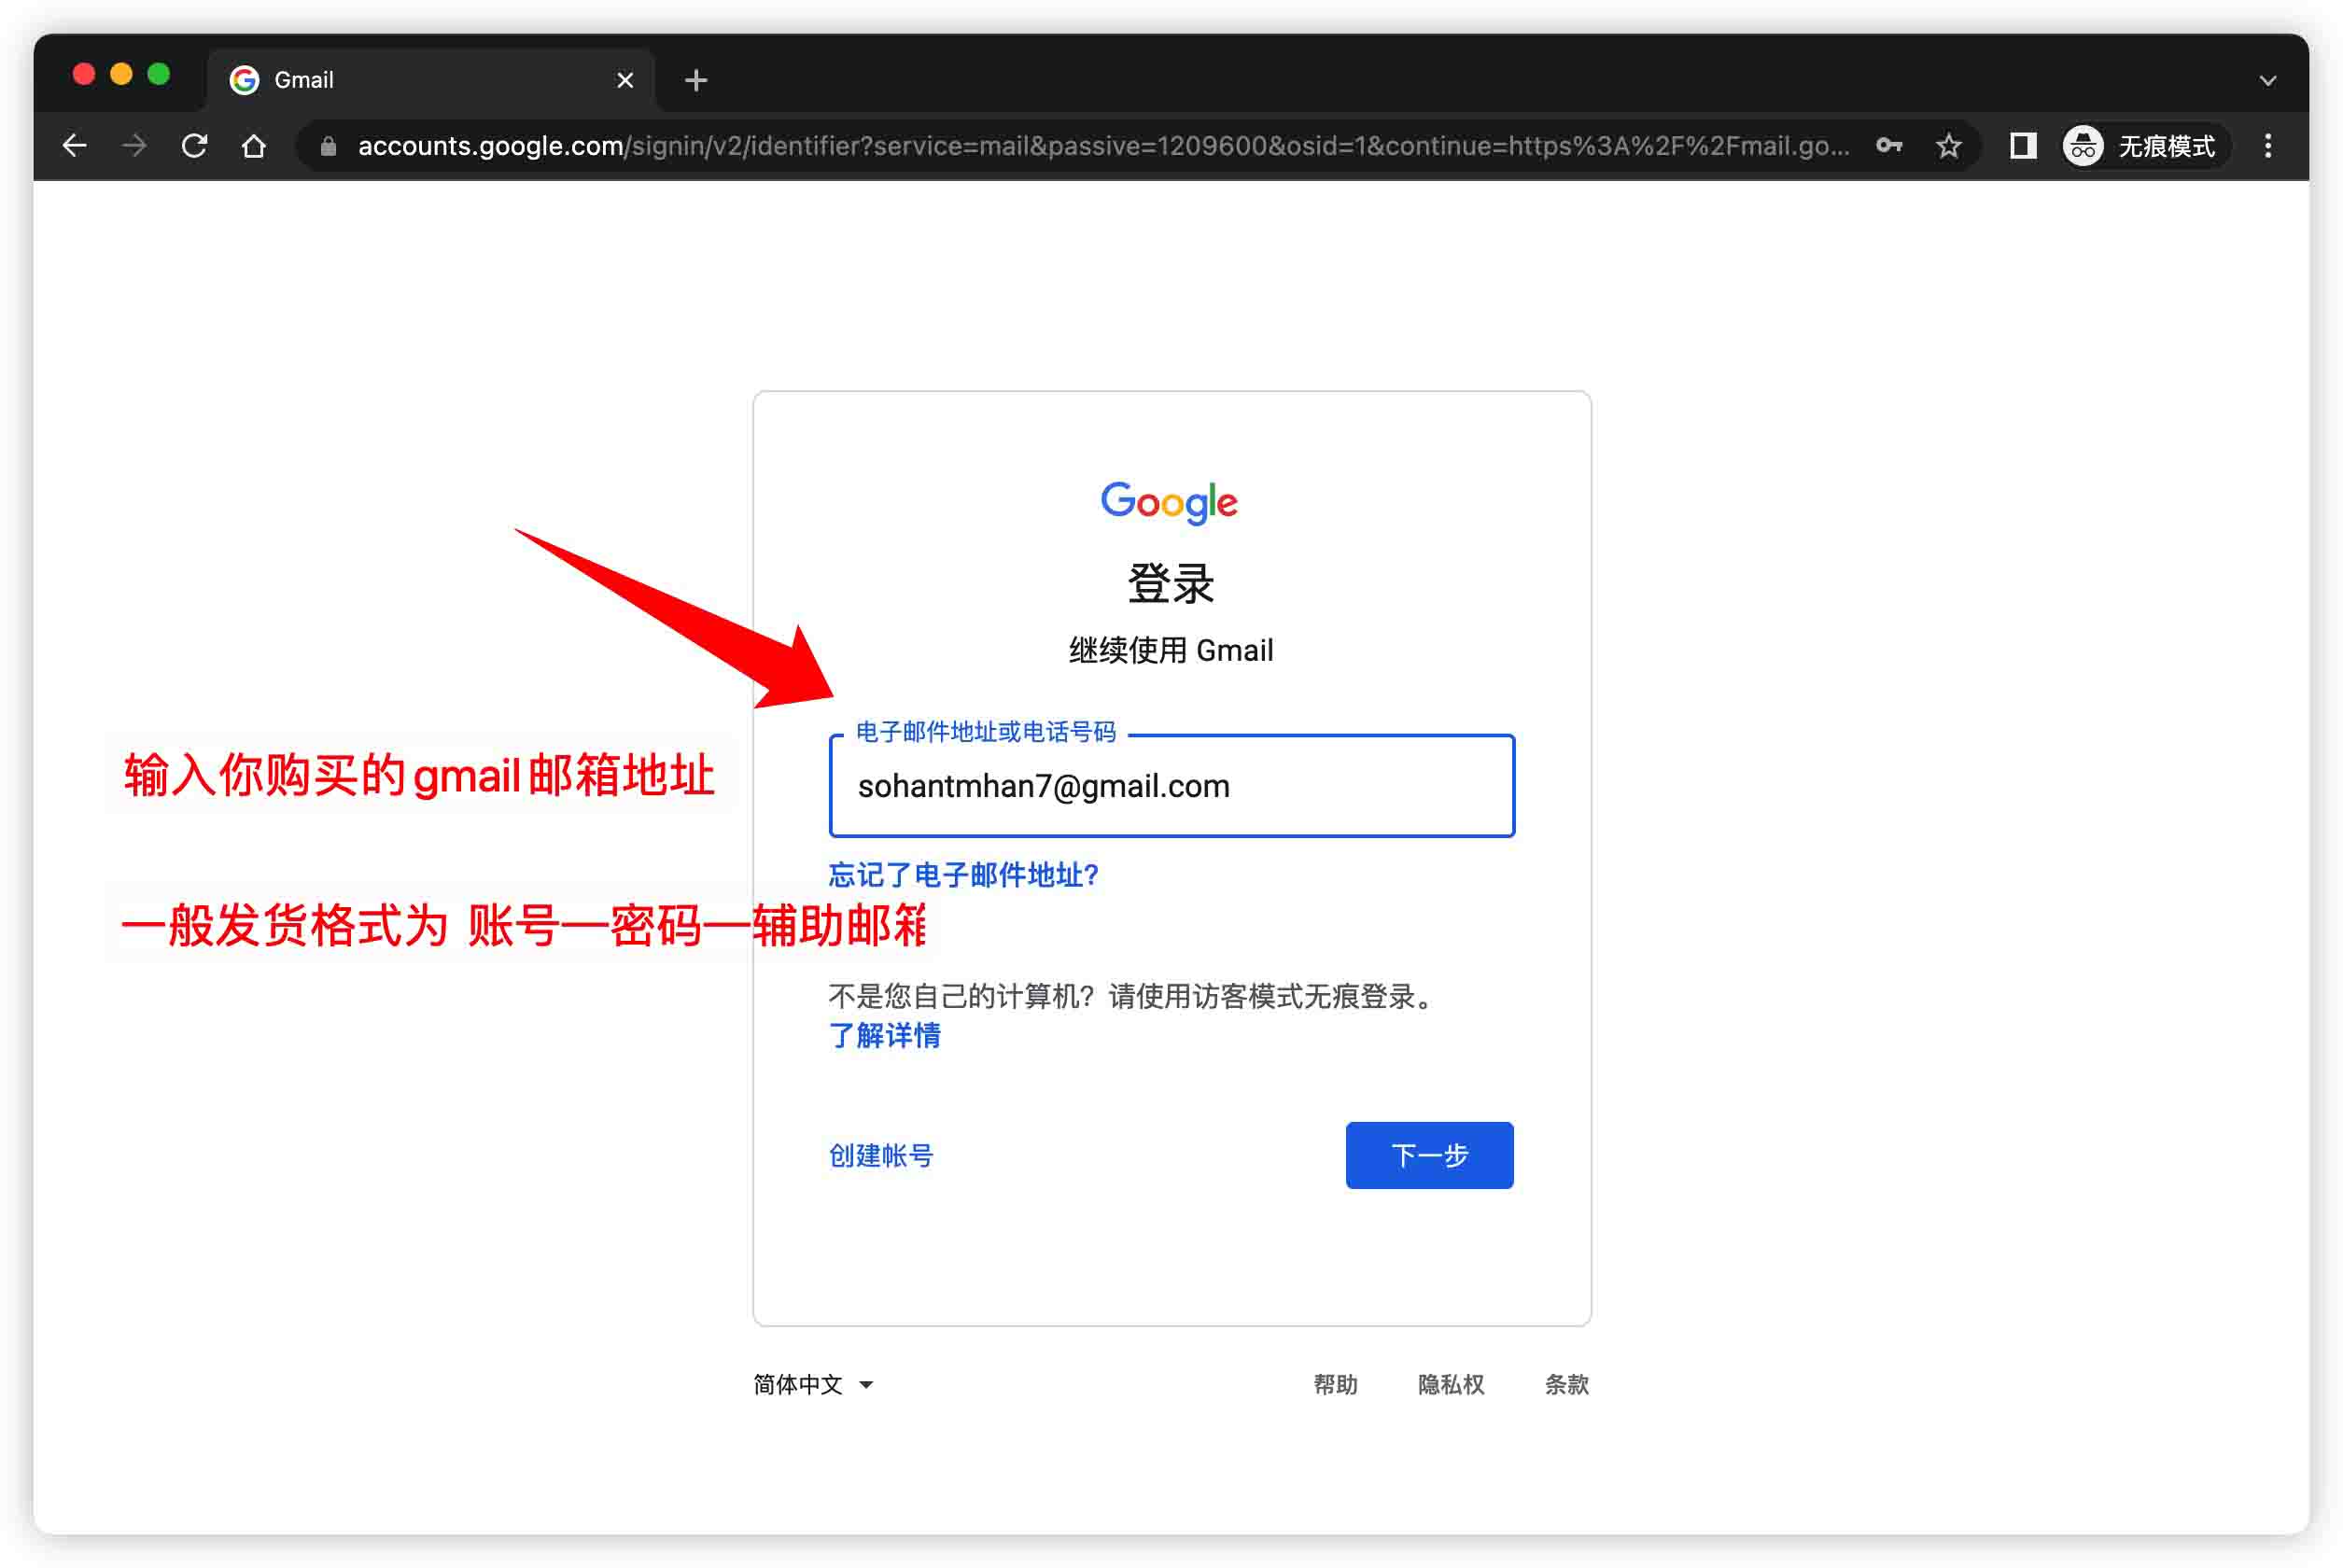 Gmail
accounts.google.com/signin/v2/identifier?service=mail&passive=1209600&osid=1&continue=https%3A%2F%2Fmail.go...
无痕模式
Google
登录
继续使用 Gmail
电子邮件地址或电话号码
sohantmhan7@gmail.com
输入你购买的gmail邮箱地址
忘记了电子邮件地址?
一般发货格式为 账号—密码—辅助邮箱
不是您自己的计算机？请使用访客模式无痕登录。
了解详情
创建帐号
下一步
简体中文
帮助 隐私权 条款